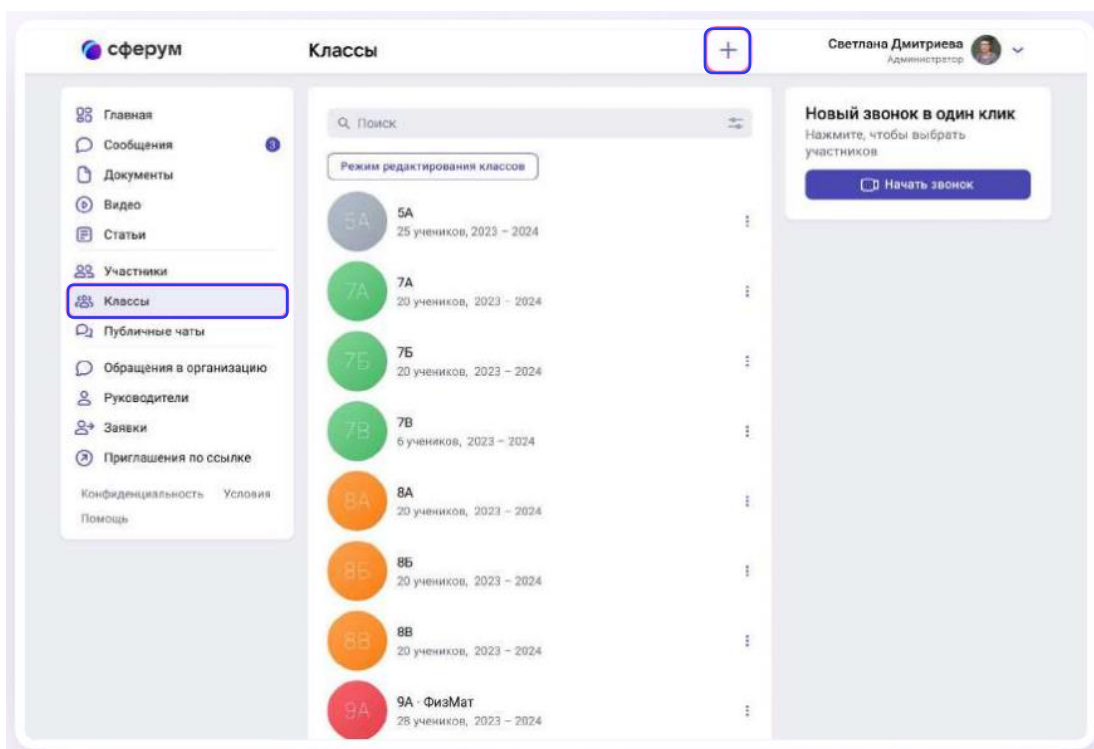 сферум
Классы
Светлана Дмитриева
Администратор
Главная
Сообщения 3
Документы
Видео
Статьи
Участники
Классы
Публичные чаты
Обращения в организацию
Руководители
Заявки
Приглашения по ссылке
Конфиденциальность Условия
Помощь
Поиск
Режим редактирования классов
5А
5А
25 учеников, 2023 – 2024
7А
7А
20 учеников, 2023 - 2024
7Б
7Б
20 учеников, 2023 – 2024
7В
7В
6 учеников, 2023 – 2024
8А
8А
20 учеников, 2023 – 2024
8Б
8Б
20 учеников, 2023 – 2024
8В
8В
20 учеников, 2023 – 2024
9А
9А · ФизМат
28 учеников, 2023 – 2024
Новый звонок в один клик
Нажмите, чтобы выбрать
участников
Начать звонок